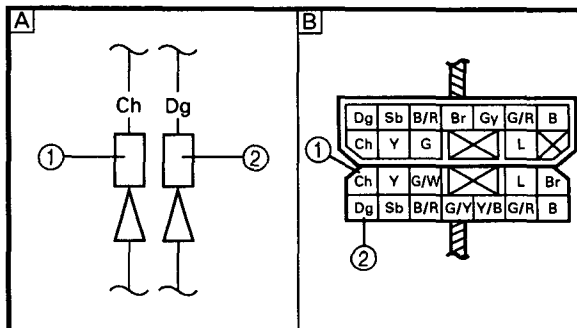 A
Ch Dg
① ②
B
Dg Sb B/R Br Gy G/R B
Ch Y G L
① Ch Y G/W L Br
Dg Sb B/R G/Y Y/B G/R B
②